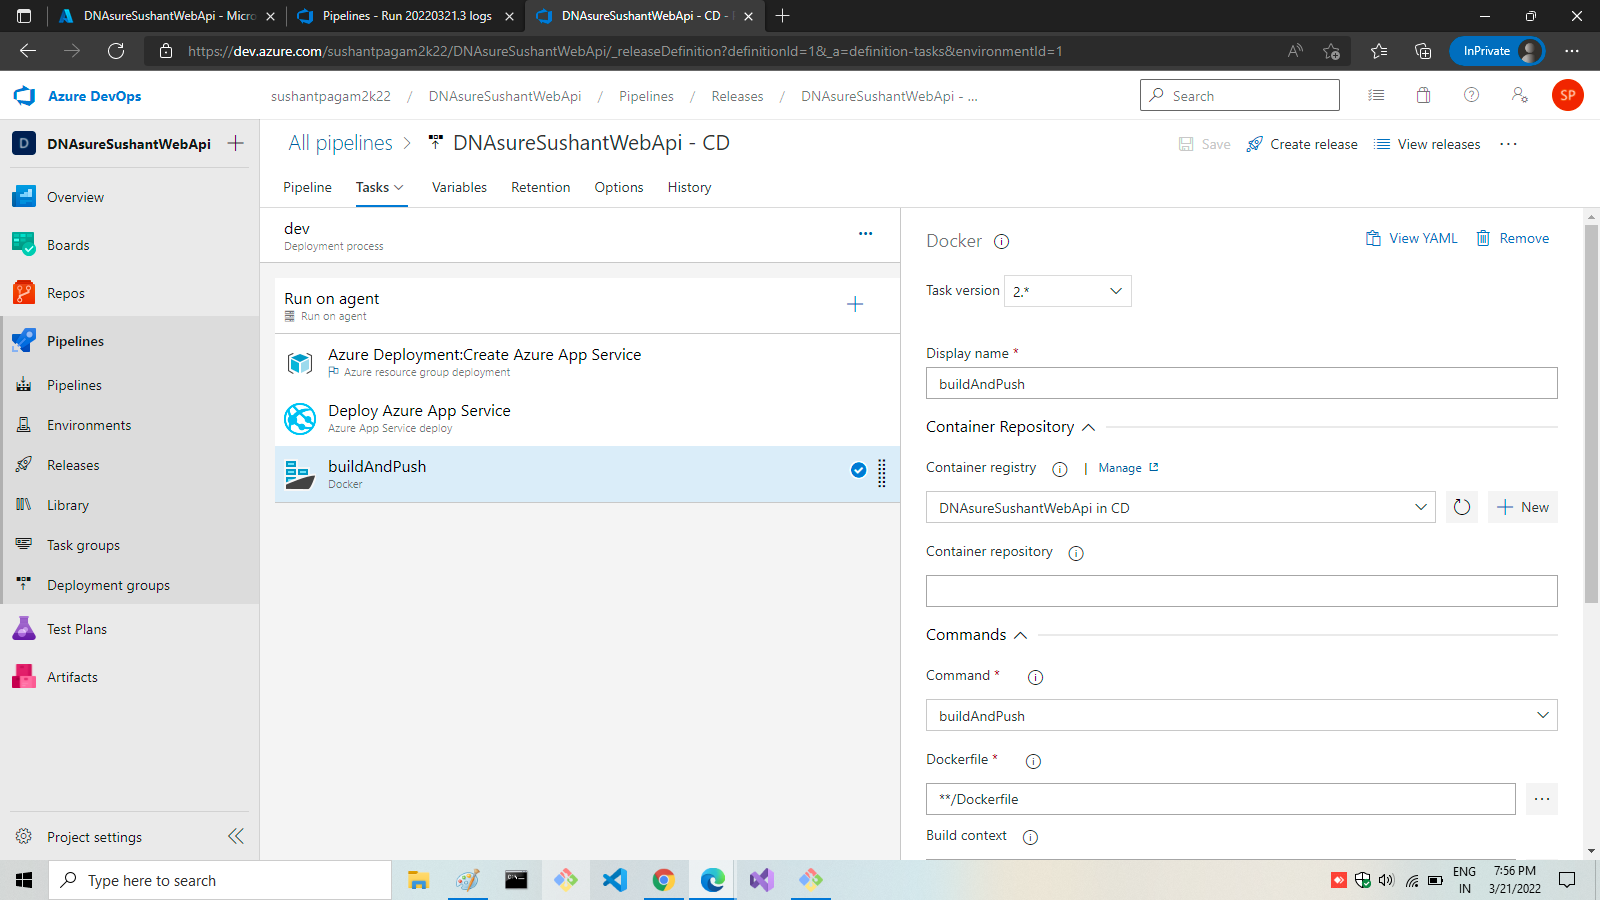 DNAsureSushantWebApi - Micro
Pipelines - Run 20220321.3 logs
DNAsureSushantWebApi - CD -
https://dev.azure.com/sushantpagam2k22/DNAsureSushantWebApi/_releaseDefinition?definitionId=1&_a=definition-tasks&environmentId=1
InPrivate
Azure DevOps
sushantpagam2k22 / DNAsureSushantWebApi / Pipelines / Releases / DNAsureSushantWebApi - ...
Search
SP
D
DNAsureSushantWebApi
Overview
Boards
Repos
Pipelines
Pipelines
Environments
Releases
Library
Task groups
Deployment groups
Test Plans
Artifacts
Project settings
All pipelines
DNAsureSushantWebApi - CD
Save
Create release
View releases
Pipeline
Tasks
Variables
Retention
Options
History
dev
Deployment process
Run on agent
Run on agent
Azure Deployment:Create Azure App Service
Azure resource group deployment
Deploy Azure App Service
Azure App Service deploy
buildAndPush
Docker
Docker
View YAML
Remove
Task version
2.*
Display name *
buildAndPush
Container Repository
Container registry
| Manage
DNAsureSushantWebApi in CD
New
Container repository
Commands
Command *
buildAndPush
Dockerfile *
**/Dockerfile
Build context
Type here to search
ENG
IN
7:56 PM
3/21/2022